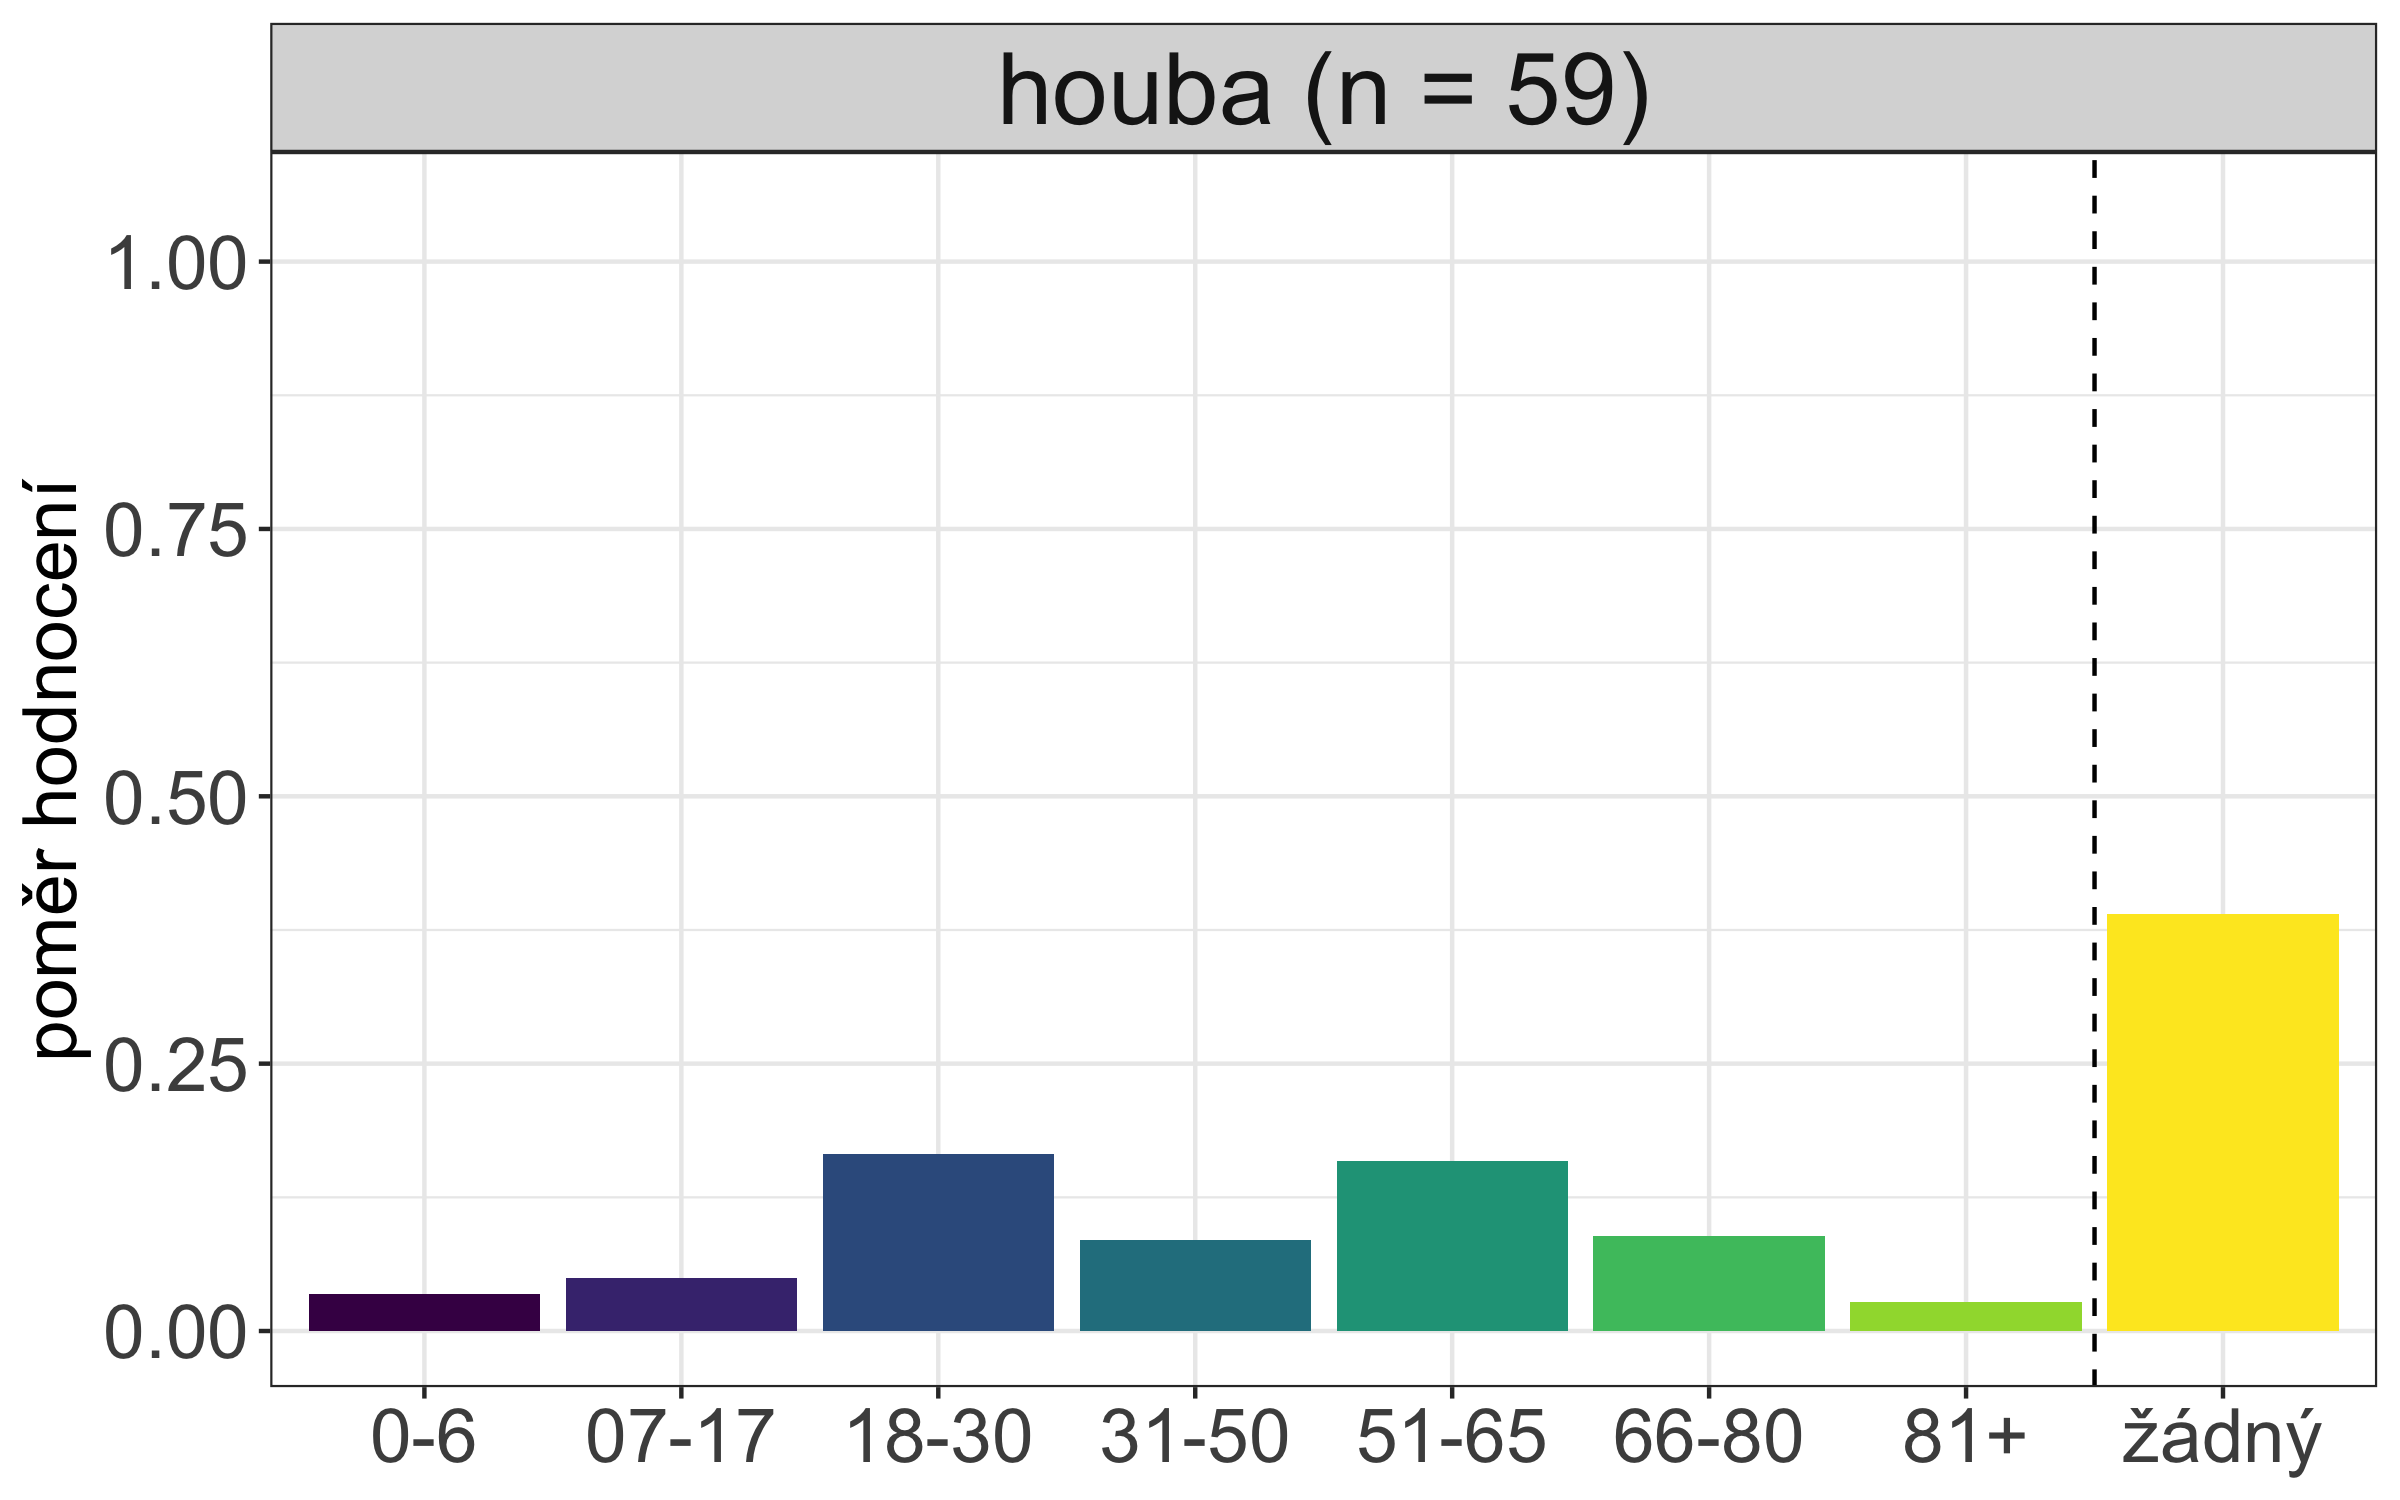 houba (n = 59)
poměr hodnocení
1.00
0.75
0.50
0.25
0.00
0-6 07-17 18-30 31-50 51-65 66-80 81+ žádný